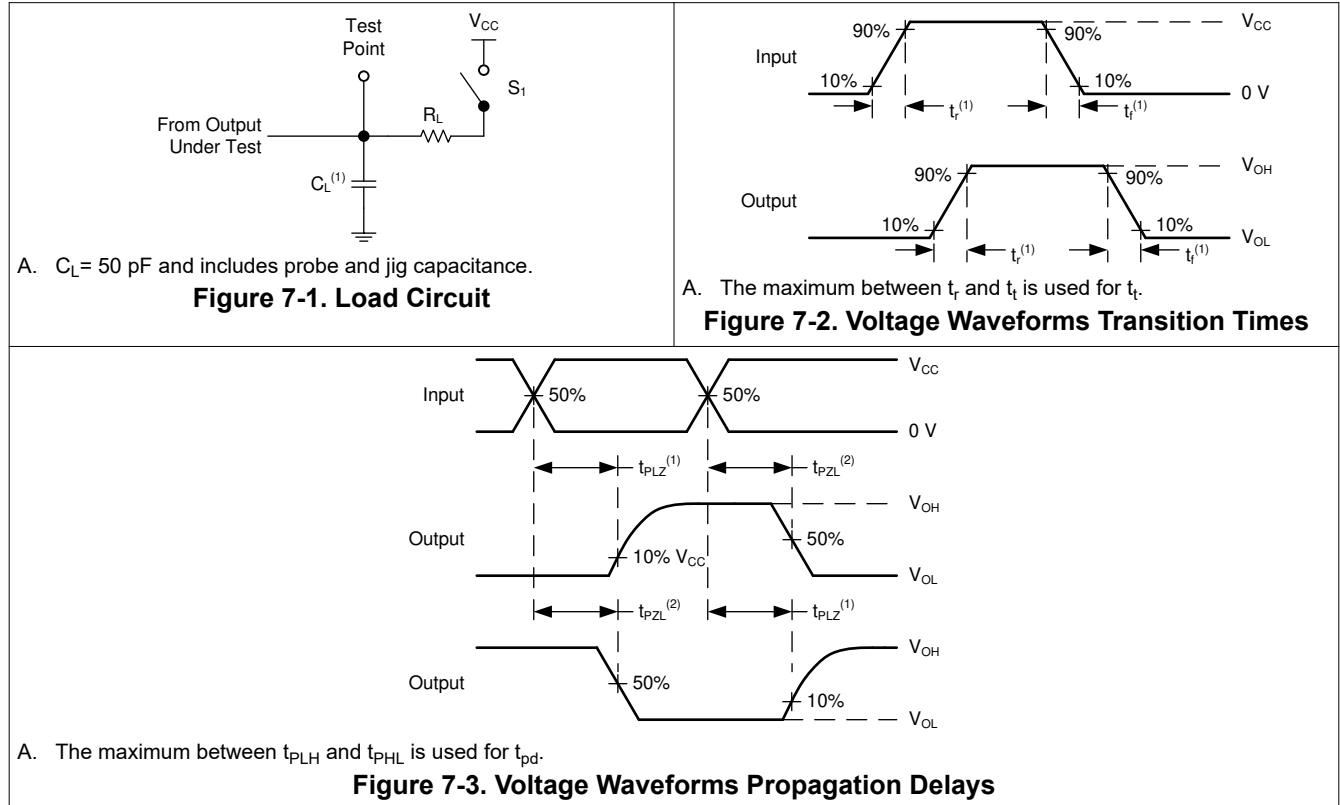 Test
Point
V_CC
S₁
R_L
From Output
Under Test
C_L^(1)
A. C_L= 50 pF and includes probe and jig capacitance.
Figure 7-1. Load Circuit
V_CC
90%
90%
Input
10%
10%
0 V
t_r^(1)
t_f^(1)
V_OH
90%
90%
Output
10%
10%
V_OL
t_r^(1)
t_f^(1)
A. The maximum between t_r and t_t is used for t_t.
Figure 7-2. Voltage Waveforms Transition Times
V_CC
Input
50%
50%
0 V
t_PLZ^(1)
t_PZL^(2)
V_OH
Output
50%
10% V_CC
V_OL
t_PZL^(2)
t_PLZ^(1)
V_OH
Output
50%
10%
V_OL
A. The maximum between t_PLH and t_PHL is used for t_pd.
Figure 7-3. Voltage Waveforms Propagation Delays